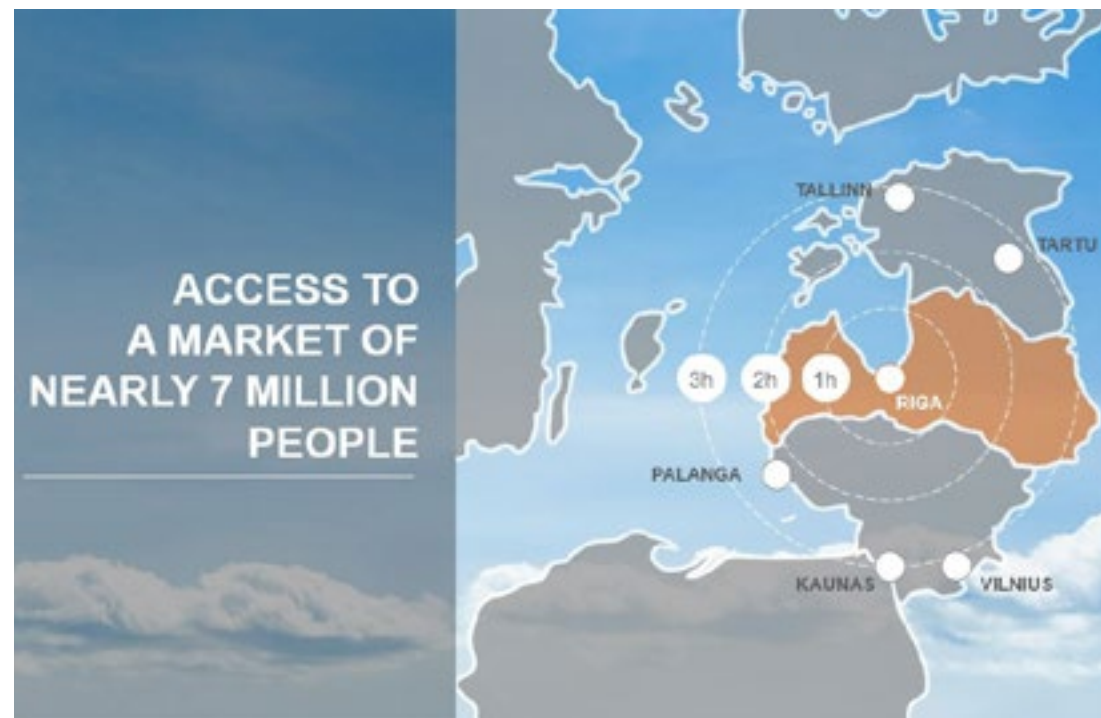 ACCESS TO
A MARKET OF
NEARLY 7 MILLION
PEOPLE
TALLINN
TARTU
3h
2h
1h
RIGA
PALANGA
KAUNAS
VILNIUS